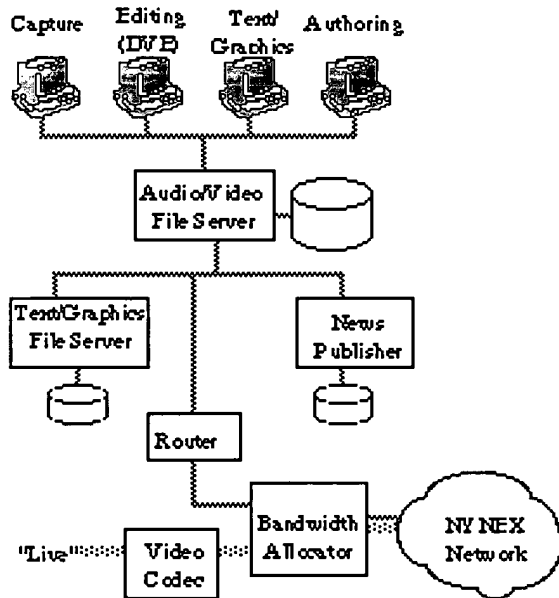 Capture
Editing
(DVE)
Text/
Graphics
Authoring
Audio/Video
File Server
Text/Graphics
File Server
News
Publisher
Router
Bandwidth
Allocator
NYNEX
Network
"Live"
Video
Codec